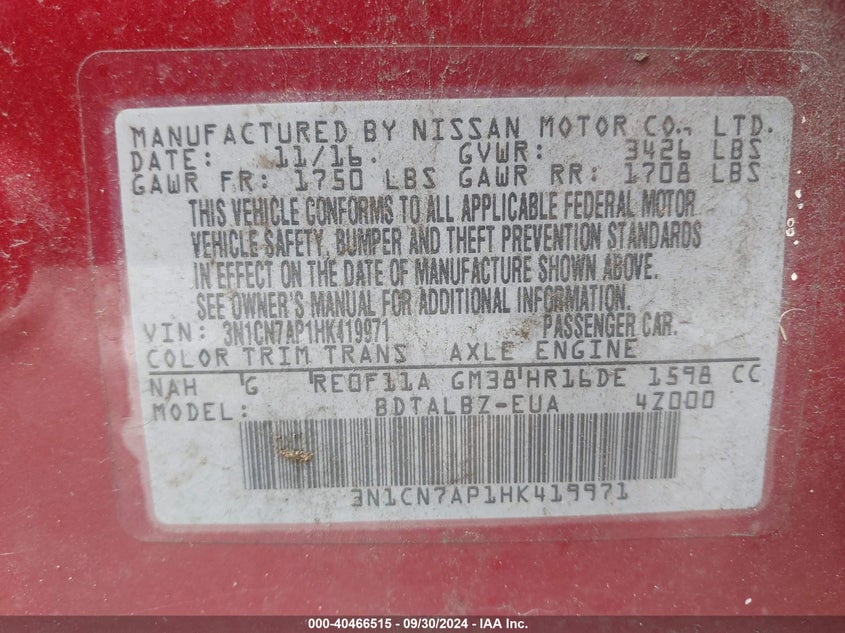 MANUFACTURED BY NISSAN MOTOR CO., LTD.
DATE: 11/16 GVWR: 3426 LBS
GAWR FR: 1750 LBS GAWR RR: 1708 LBS
THIS VEHICLE CONFORMS TO ALL APPLICABLE FEDERAL MOTOR
VEHICLE SAFETY, BUMPER AND THEFT PREVENTION STANDARDS
IN EFFECT ON THE DATE OF MANUFACTURE SHOWN ABOVE.
SEE OWNER'S MANUAL FOR ADDITIONAL INFORMATION.
VIN: 3N1CN7AP1HK419971 PASSENGER CAR.
COLOR TRIM TRANS AXLE ENGINE
NAH G RE0F11A GM38 HR16DE 1598 CC
MODEL: BDTALBZ-EUA 4Z000
3N1CN7AP1HK419971
000-40466515 - 09/30/2024 - IAA Inc.